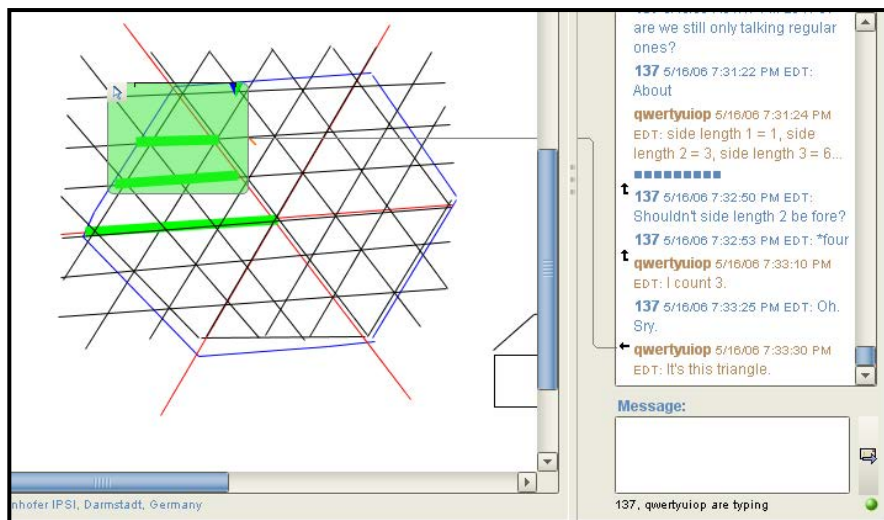 are we still only talking regular
ones?
137 5/16/06 7:31:22 PM EDT:
About
qwertyuiop 5/16/06 7:31:24 PM
EDT: side length 1 = 1, side
length 2 = 3, side length 3 = 6...
137 5/16/06 7:32:50 PM EDT:
Shouldn't side length 2 be fore?
137 5/16/06 7:32:53 PM EDT: *four
qwertyuiop 5/16/06 7:33:10 PM
EDT: I count 3.
137 5/16/06 7:33:25 PM EDT: Oh.
Sry.
qwertyuiop 5/16/06 7:33:30 PM
EDT: It's this triangle.
Message:
nhofer IPSI, Darmstadt, Germany
137, qwertyuiop are typing